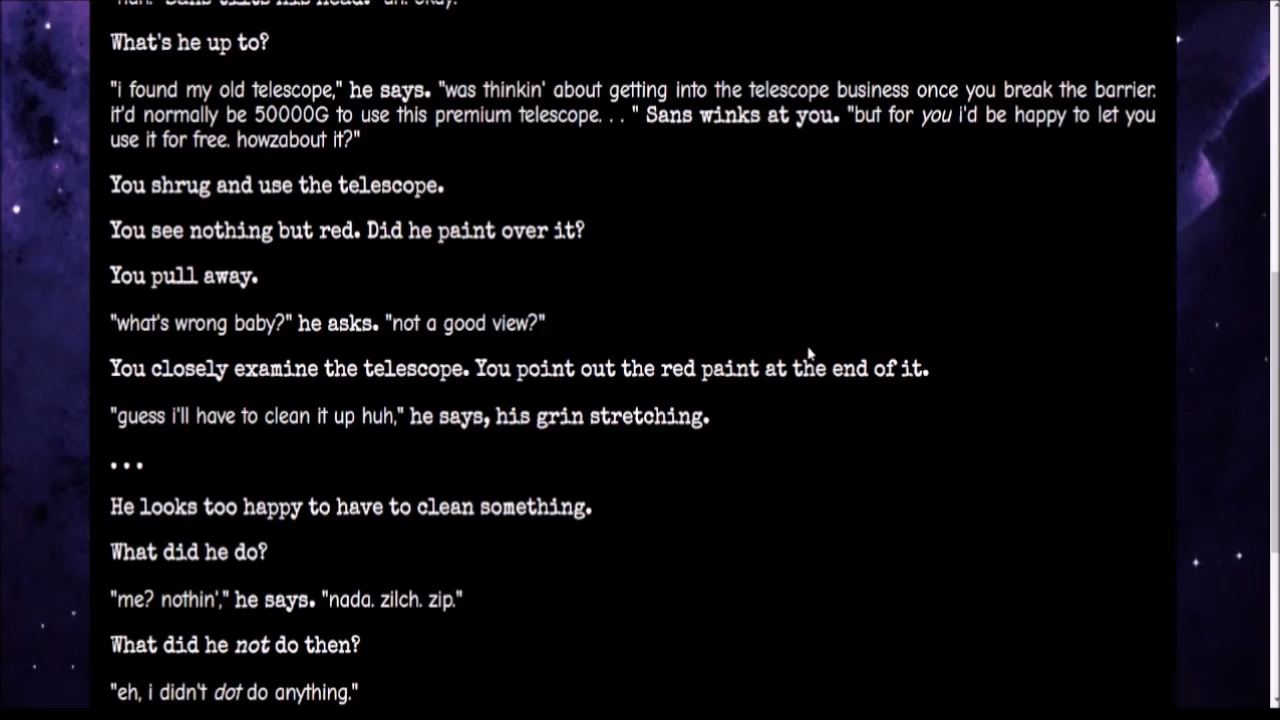 What's he up to?
"i found my old telescope," he says. "was thinkin' about getting into the telescope business once you break the barrier.
it'd normally be 50000G to use this premium telescope. . . " Sans winks at you. "but for you i'd be happy to let you
use it for free. howzabout it?"
You shrug and use the telescope.
You see nothing but red. Did he paint over it?
You pull away.
"what's wrong baby?" he asks. "not a good view?"
You closely examine the telescope. You point out the red paint at the end of it.
"guess i'll have to clean it up huh," he says, his grin stretching.
...
He looks too happy to have to clean something.
What did he do?
"me? nothin'," he says. "nada. zilch. zip."
What did he not do then?
"eh, i didn't dot do anything."